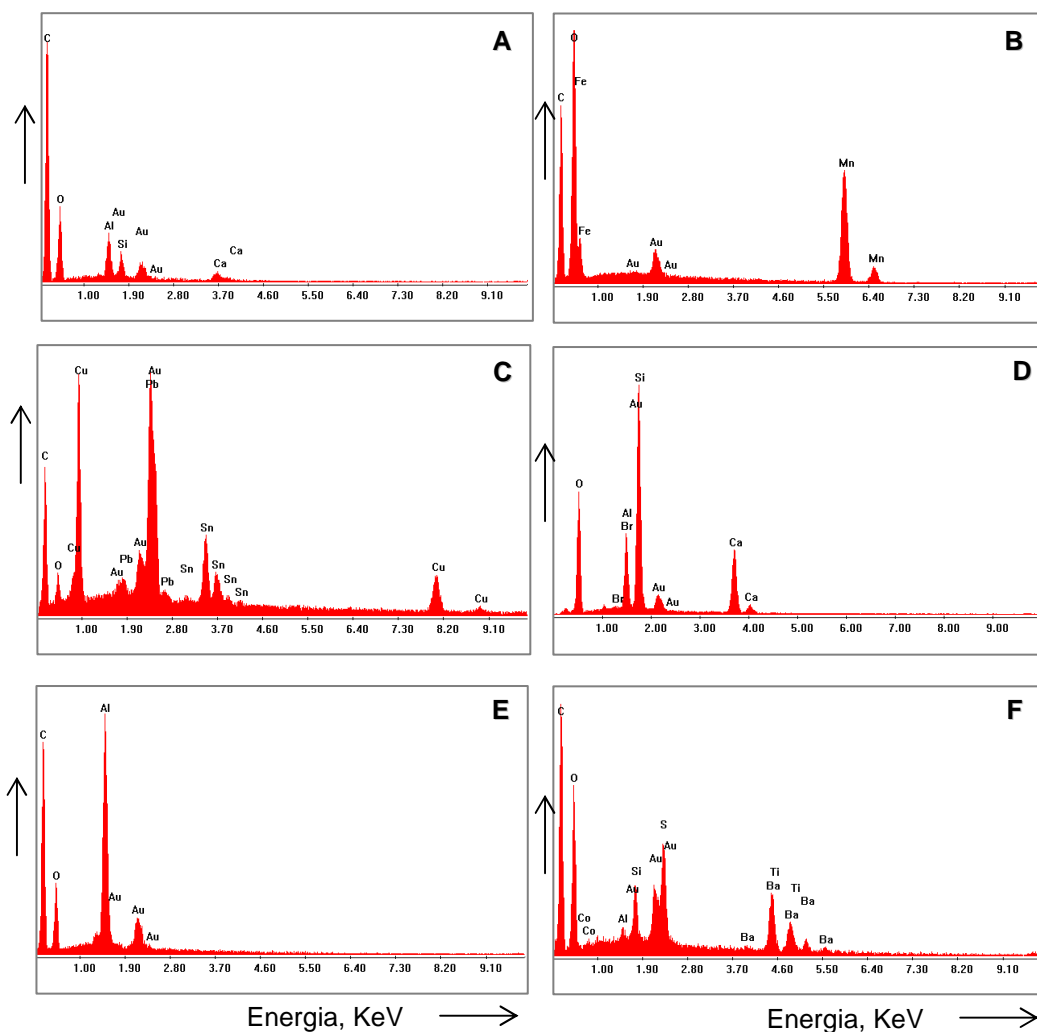 A
C
O
Au
Al
Au
Si
Au
Ca
Ca
1.00 1.90 2.80 3.70 4.60 5.50 6.40 7.30 8.20 9.10
B
O
Fe
C
Fe
Au
Au
Au
Mn
Mn
1.00 1.90 2.80 3.70 4.60 5.50 6.40 7.30 8.20 9.10
C
Cu
Au
Pb
C
Cu
O
Au
Pb
Au
Pb
Sn
Sn
Sn
Sn
Sn
Cu
Cu
1.00 1.90 2.80 3.70 4.60 5.50 6.40 7.30 8.20 9.10
D
Si
Au
O
Al
Br
Br
Au
Au
Ca
Ca
1.00 2.00 3.00 4.00 5.00 6.00 7.00 8.00 9.00
E
Al
C
O
Au
Au
Au
1.00 1.90 2.80 3.70 4.60 5.50 6.40 7.30 8.20 9.10
F
C
O
S
Au
Au
Si
Au
Co
Co
Al
Ti
Ba
Ti
Ba
Ba
Ba
Ba
1.00 1.90 2.80 3.70 4.60 5.50 6.40 7.30 8.20 9.10
Energia, KeV
Energia, KeV